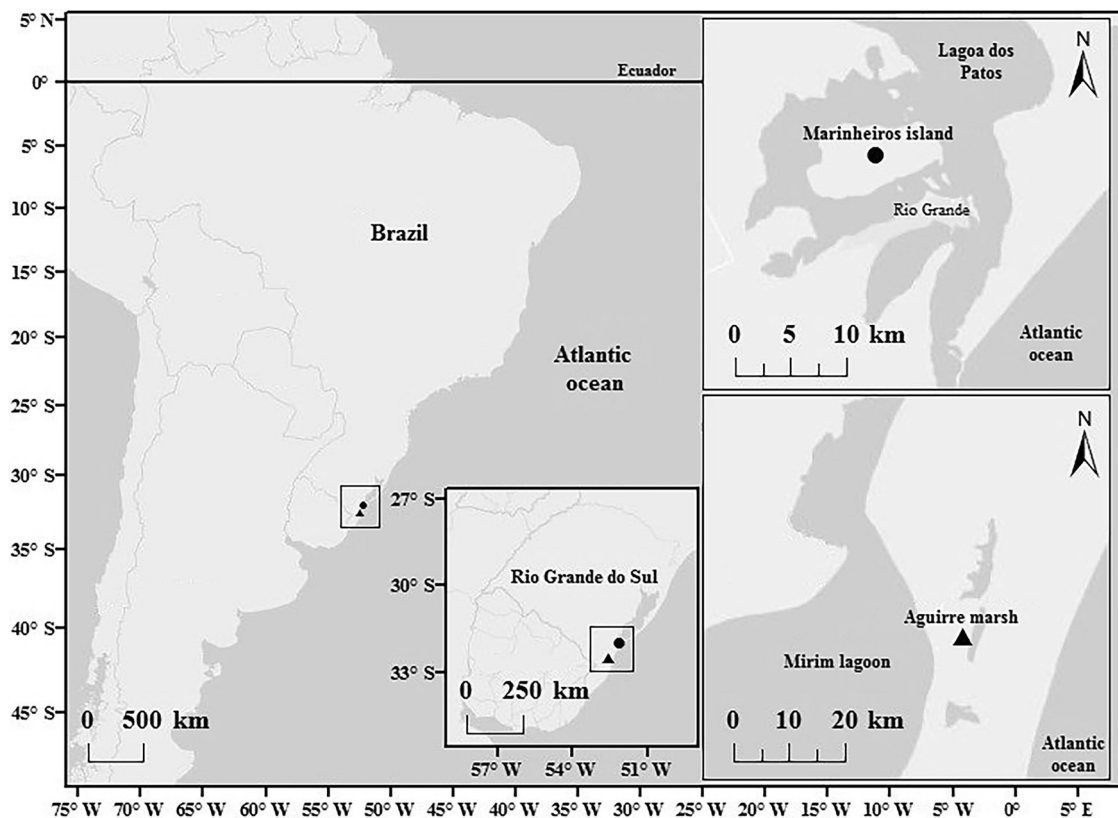 5° N
0°
5° S
10° S
15° S
20° S
25° S
30° S
35° S
40° S
45° S
75° W
70° W
65° W
60° W
55° W
50° W
45° W
40° W
35° W
30° W
25° W
20° W
15° W
10° W
5° W
0°
5° E
Ecuador
Brazil
Atlantic
ocean
0 500 km
27° S
30° S
33° S
57° W
54° W
51° W
Rio Grande do Sul
0 250 km
Lagoa dos
Patos
N
Marinheiros island
Rio Grande
0 5 10 km
Atlantic
ocean
N
Aguirre marsh
Mirim lagoon
0 10 20 km
Atlantic
ocean